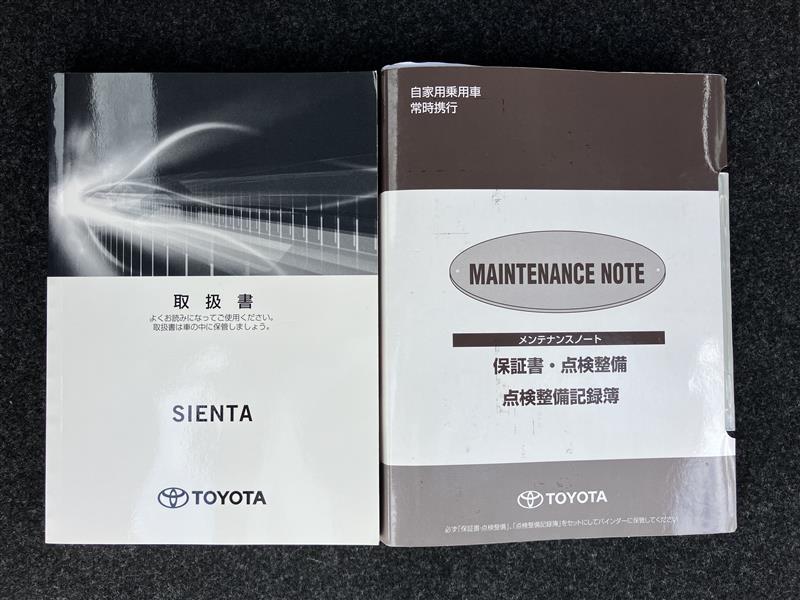 取扱書
よくお読みになってご使用ください。
取扱書は車の中に保管しましょう。
SIENTA
TOYOTA
自家用乗用車
常時携行
MAINTENANCE NOTE
メンテナンスノート
保証書・点検整備
点検整備記録簿
TOYOTA
必ず「保証書・点検整備」、「点検整備記録簿」をセットにしてバインダーに保管してください